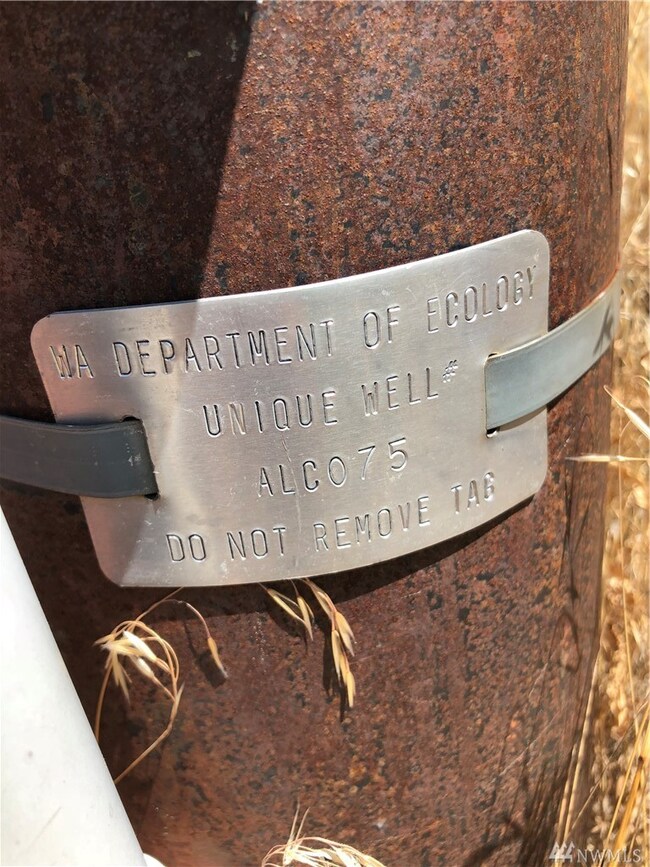 WA DEPARTMENT OF ECOLOGY
UNIQUE WELL#
ALC075
DO NOT REMOVE TAG
NWMLS